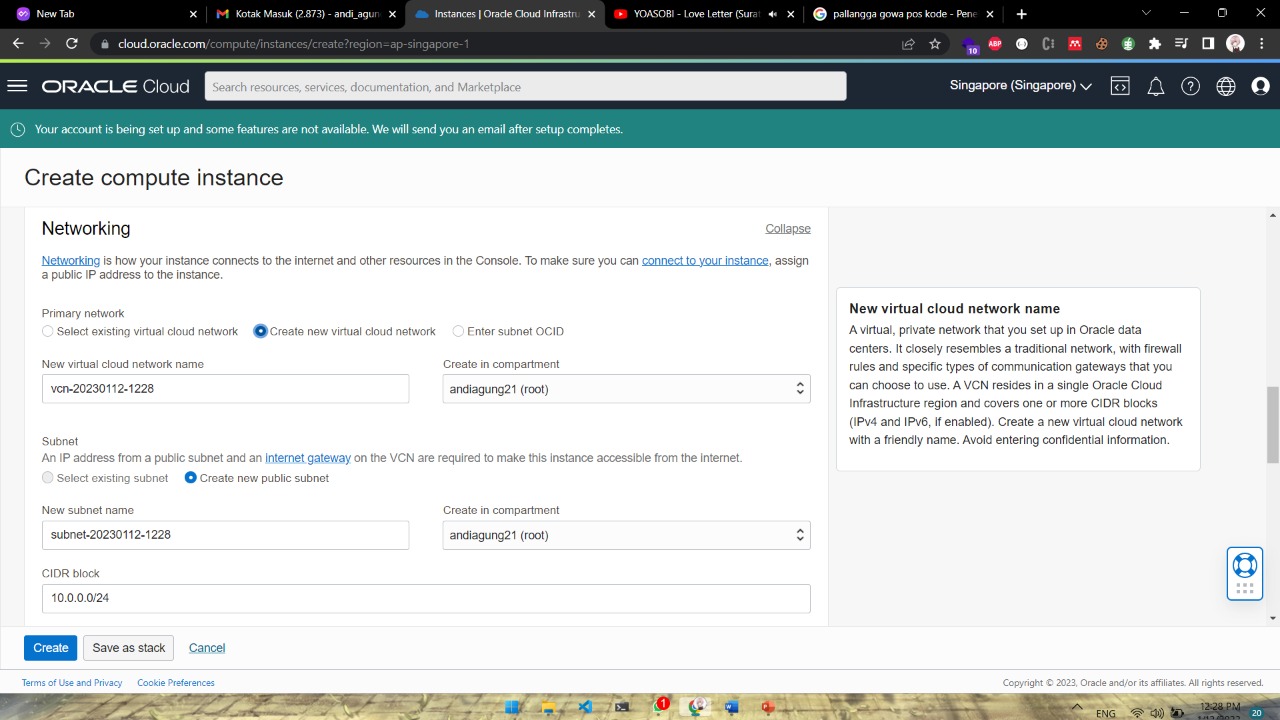 New Tab
Kotak Masuk (2.873) - andi_agun
Instances | Oracle Cloud Infrastru
YOASOBI - Love Letter (Surat
pallangga gowa pos kode - Pene
cloud.oracle.com/compute/instances/create?region=ap-singapore-1
10
ABP
ORACLE Cloud
Search resources, services, documentation, and Marketplace
Singapore (Singapore)
Your account is being set up and some features are not available. We will send you an email after setup completes.
Create compute instance
Networking
Collapse
Networking is how your instance connects to the internet and other resources in the Console. To make sure you can connect to your instance, assign
a public IP address to the instance.
Primary network
Select existing virtual cloud network
Create new virtual cloud network
Enter subnet OCID
New virtual cloud network name
Create in compartment
vcn-20230112-1228
andiagung21 (root)
Subnet
An IP address from a public subnet and an internet gateway on the VCN are required to make this instance accessible from the internet.
Select existing subnet
Create new public subnet
New subnet name
Create in compartment
subnet-20230112-1228
andiagung21 (root)
CIDR block
10.0.0.0/24
New virtual cloud network name
A virtual, private network that you set up in Oracle data
centers. It closely resembles a traditional network, with firewall
rules and specific types of communication gateways that you
can choose to use. A VCN resides in a single Oracle Cloud
Infrastructure region and covers one or more CIDR blocks
(IPv4 and IPv6, if enabled). Create a new virtual cloud network
with a friendly name. Avoid entering confidential information.
Create
Save as stack
Cancel
Terms of Use and Privacy
Cookie Preferences
Copyright © 2023, Oracle and/or its affiliates. All rights reserved.
1
ENG
12:28 PM
1/12/2023
20